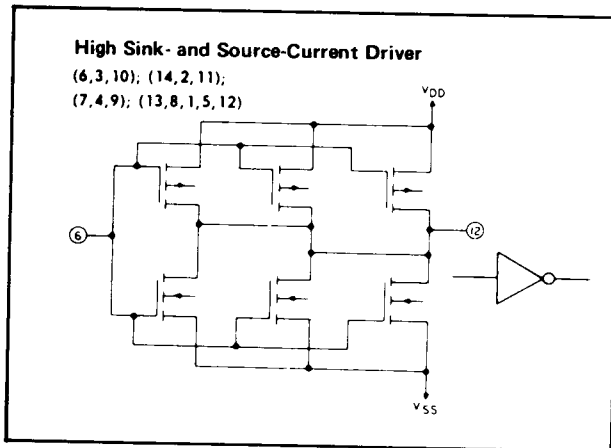 High Sink- and Source-Current Driver
(6,3,10); (14,2,11);
(7,4,9); (13,8,1,5,12)
VDD
6
12
VSS